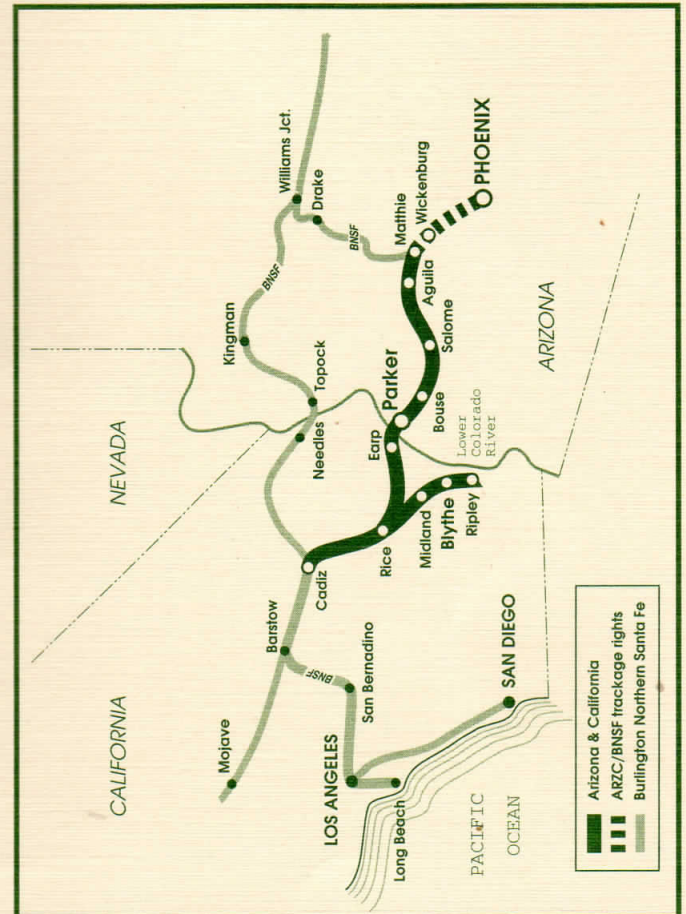 CALIFORNIA
NEVADA
ARIZONA
Mojave
Barstow
BNSF
San Bernadino
LOS ANGELES
Long Beach
SAN DIEGO
PACIFIC
OCEAN
Cadiz
Needles
Topock
Kingman
BNSF
Williams Jct.
Drake
BNSF
Matthie
Wickenburg
PHOENIX
Aguila
Salome
Bouse
Parker
Earp
Rice
Midland
Blythe
Ripley
Lower
Colorado
River
Arizona & California
ARZC/BNSF trackage rights
Burlington Northern Santa Fe